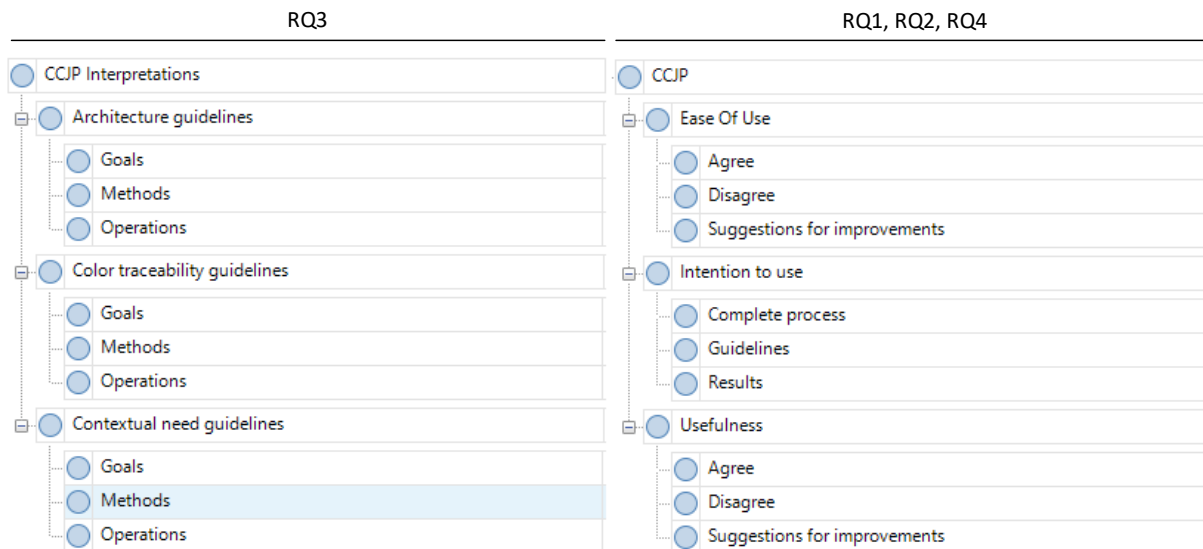 RQ3
CCJP Interpretations
Architecture guidelines
Goals
Methods
Operations
Color traceability guidelines
Goals
Methods
Operations
Contextual need guidelines
Goals
Methods
Operations
RQ1, RQ2, RQ4
CCJP
Ease Of Use
Agree
Disagree
Suggestions for improvements
Intention to use
Complete process
Guidelines
Results
Usefulness
Agree
Disagree
Suggestions for improvements